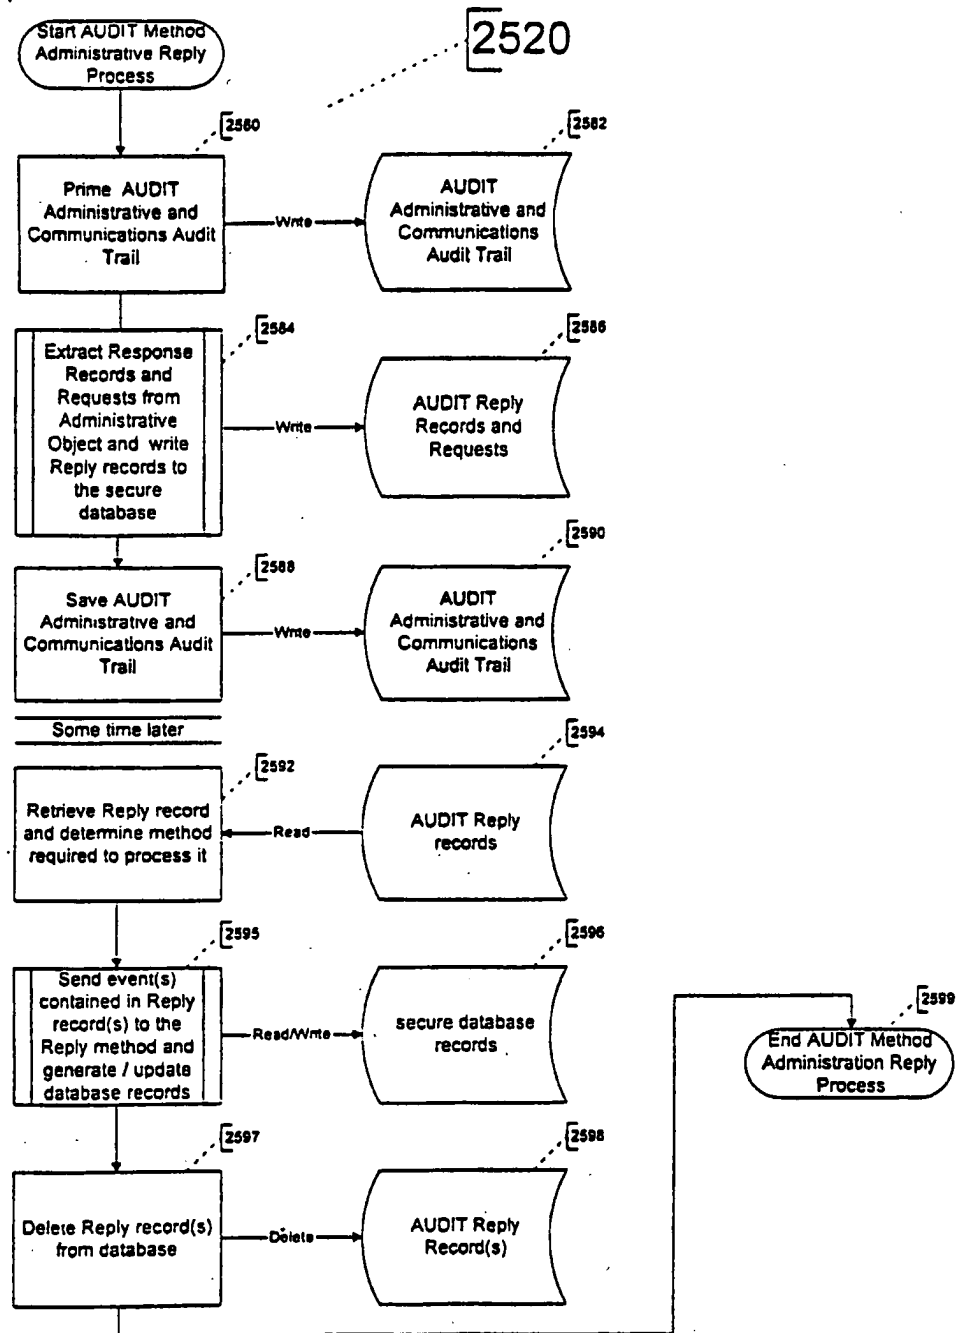 Start AUDIT Method
Administrative Reply
Process
2520
2580
Prime AUDIT
Administrative and
Communications Audit
Trail
Write
2582
AUDIT
Administrative and
Communications
Audit Trail
2584
Extract Response
Records and
Requests from
Administrative
Object and write
Reply records to
the secure
database
Write
2586
AUDIT Reply
Records and
Requests
2588
Save AUDIT
Administrative and
Communications Audit
Trail
Write
2590
AUDIT
Administrative and
Communications
Audit Trail
Some time later
2592
Retrieve Reply record
and determine method
required to process it
Read
2594
AUDIT Reply
records
2595
Send event(s)
contained in Reply
record(s) to the
Reply method and
generate / update
database records
Read/Write
2596
secure database
records
2597
Delete Reply record(s)
from database
Delete
2598
AUDIT Reply
Record(s)
2599
End AUDIT Method
Administration Reply
Process